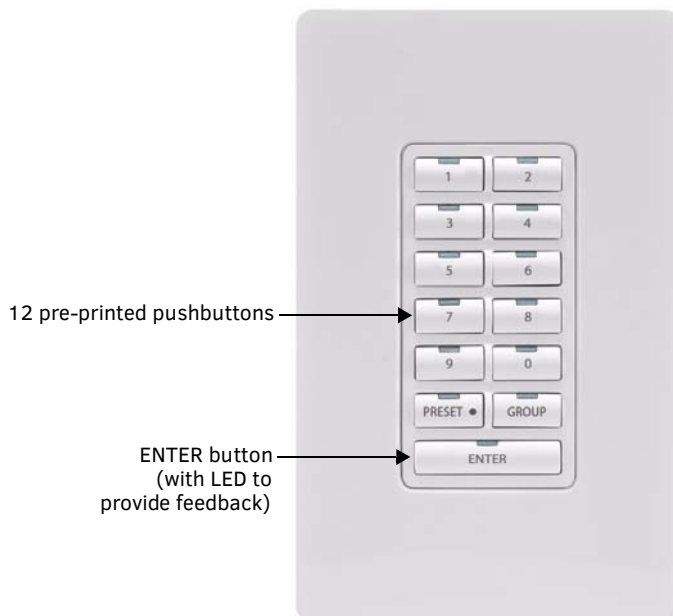 1
2
3
4
5
6
12 pre-printed pushbuttons
7
8
9
0
PRESET
GROUP
ENTER button
(with LED to
provide feedback)
ENTER